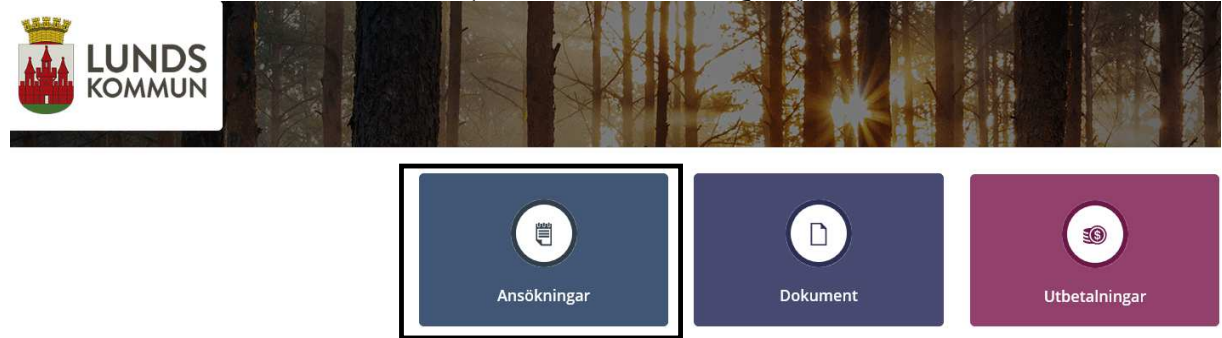 LUNDS
KOMMUN
Ansökningar
Dokument
Utbetalningar